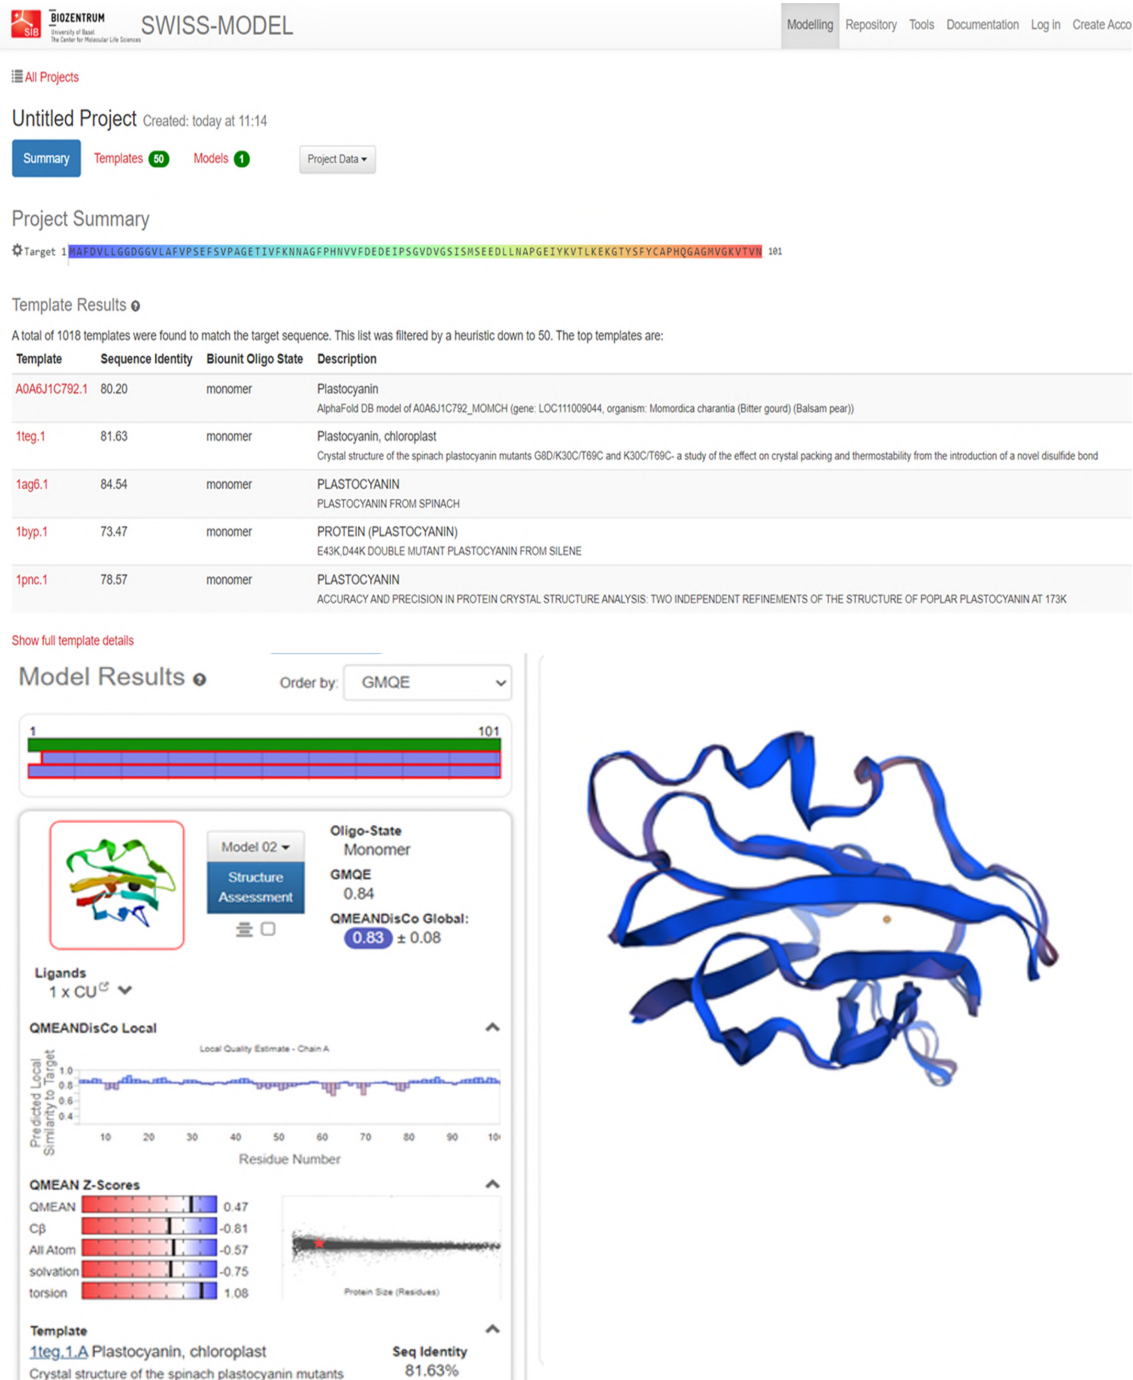 SIB
BIOZENTRUM
University of Basel
The Center for Molecular Life Sciences
SWISS-MODEL
Modelling Repository Tools Documentation Log in Create Acco
All Projects
Untitled Project Created: today at 11:14
Summary Templates 50 Models 1 Project Data
Project Summary
Target 1 MAFDVLLGGDGGVLAFVPSEFSVPAGETIVFKNNAGFPHNVVFDEDEIPSGVDVGSISMSEEDLLNAPGEIYKVTLKEKGTYSFYCAPHQGAGMVGKVTVN 101
Template Results
A total of 1018 templates were found to match the target sequence. This list was filtered by a heuristic down to 50. The top templates are:
Template Sequence Identity Biounit Oligo State Description
A0A6J1C792.1 80.20 monomer Plastocyanin
AlphaFold DB model of A0A6J1C792_MOMCH (gene: LOC111009044, organism: Momordica charantia (Bitter gourd) (Balsam pear))
1teg.1 81.63 monomer Plastocyanin, chloroplast
Crystal structure of the spinach plastocyanin mutants G8D/K30C/T69C and K30C/T69C- a study of the effect on crystal packing and thermostability from the introduction of a novel disulfide bond
1ag6.1 84.54 monomer PLASTOCYANIN
PLASTOCYANIN FROM SPINACH
1byp.1 73.47 monomer PROTEIN (PLASTOCYANIN)
E43K,D44K DOUBLE MUTANT PLASTOCYANIN FROM SILENE
1pnc.1 78.57 monomer PLASTOCYANIN
ACCURACY AND PRECISION IN PROTEIN CRYSTAL STRUCTURE ANALYSIS: TWO INDEPENDENT REFINEMENTS OF THE STRUCTURE OF POPLAR PLASTOCYANIN AT 173K
Show full template details
Model Results Order by: GMQE
1 101
Model 02
Structure
Assessment
Oligo-State
Monomer
GMQE
0.84
QMEANDisCo Global:
0.83 ± 0.08
Ligands
1 x CU
QMEANDisCo Local
Local Quality Estimate - Chain A
Predicted Local
Similarity to Target
1.0
0.8
0.6
0.4
10 20 30 40 50 60 70 80 90 10
Residue Number
QMEAN Z-Scores
QMEAN 0.47
Cβ -0.81
All Atom -0.57
solvation -0.75
torsion 1.08
Protein Size (Residues)
Template
1teg.1.A Plastocyanin, chloroplast
Seq Identity
81.63%
Crystal structure of the spinach plastocyanin mutants